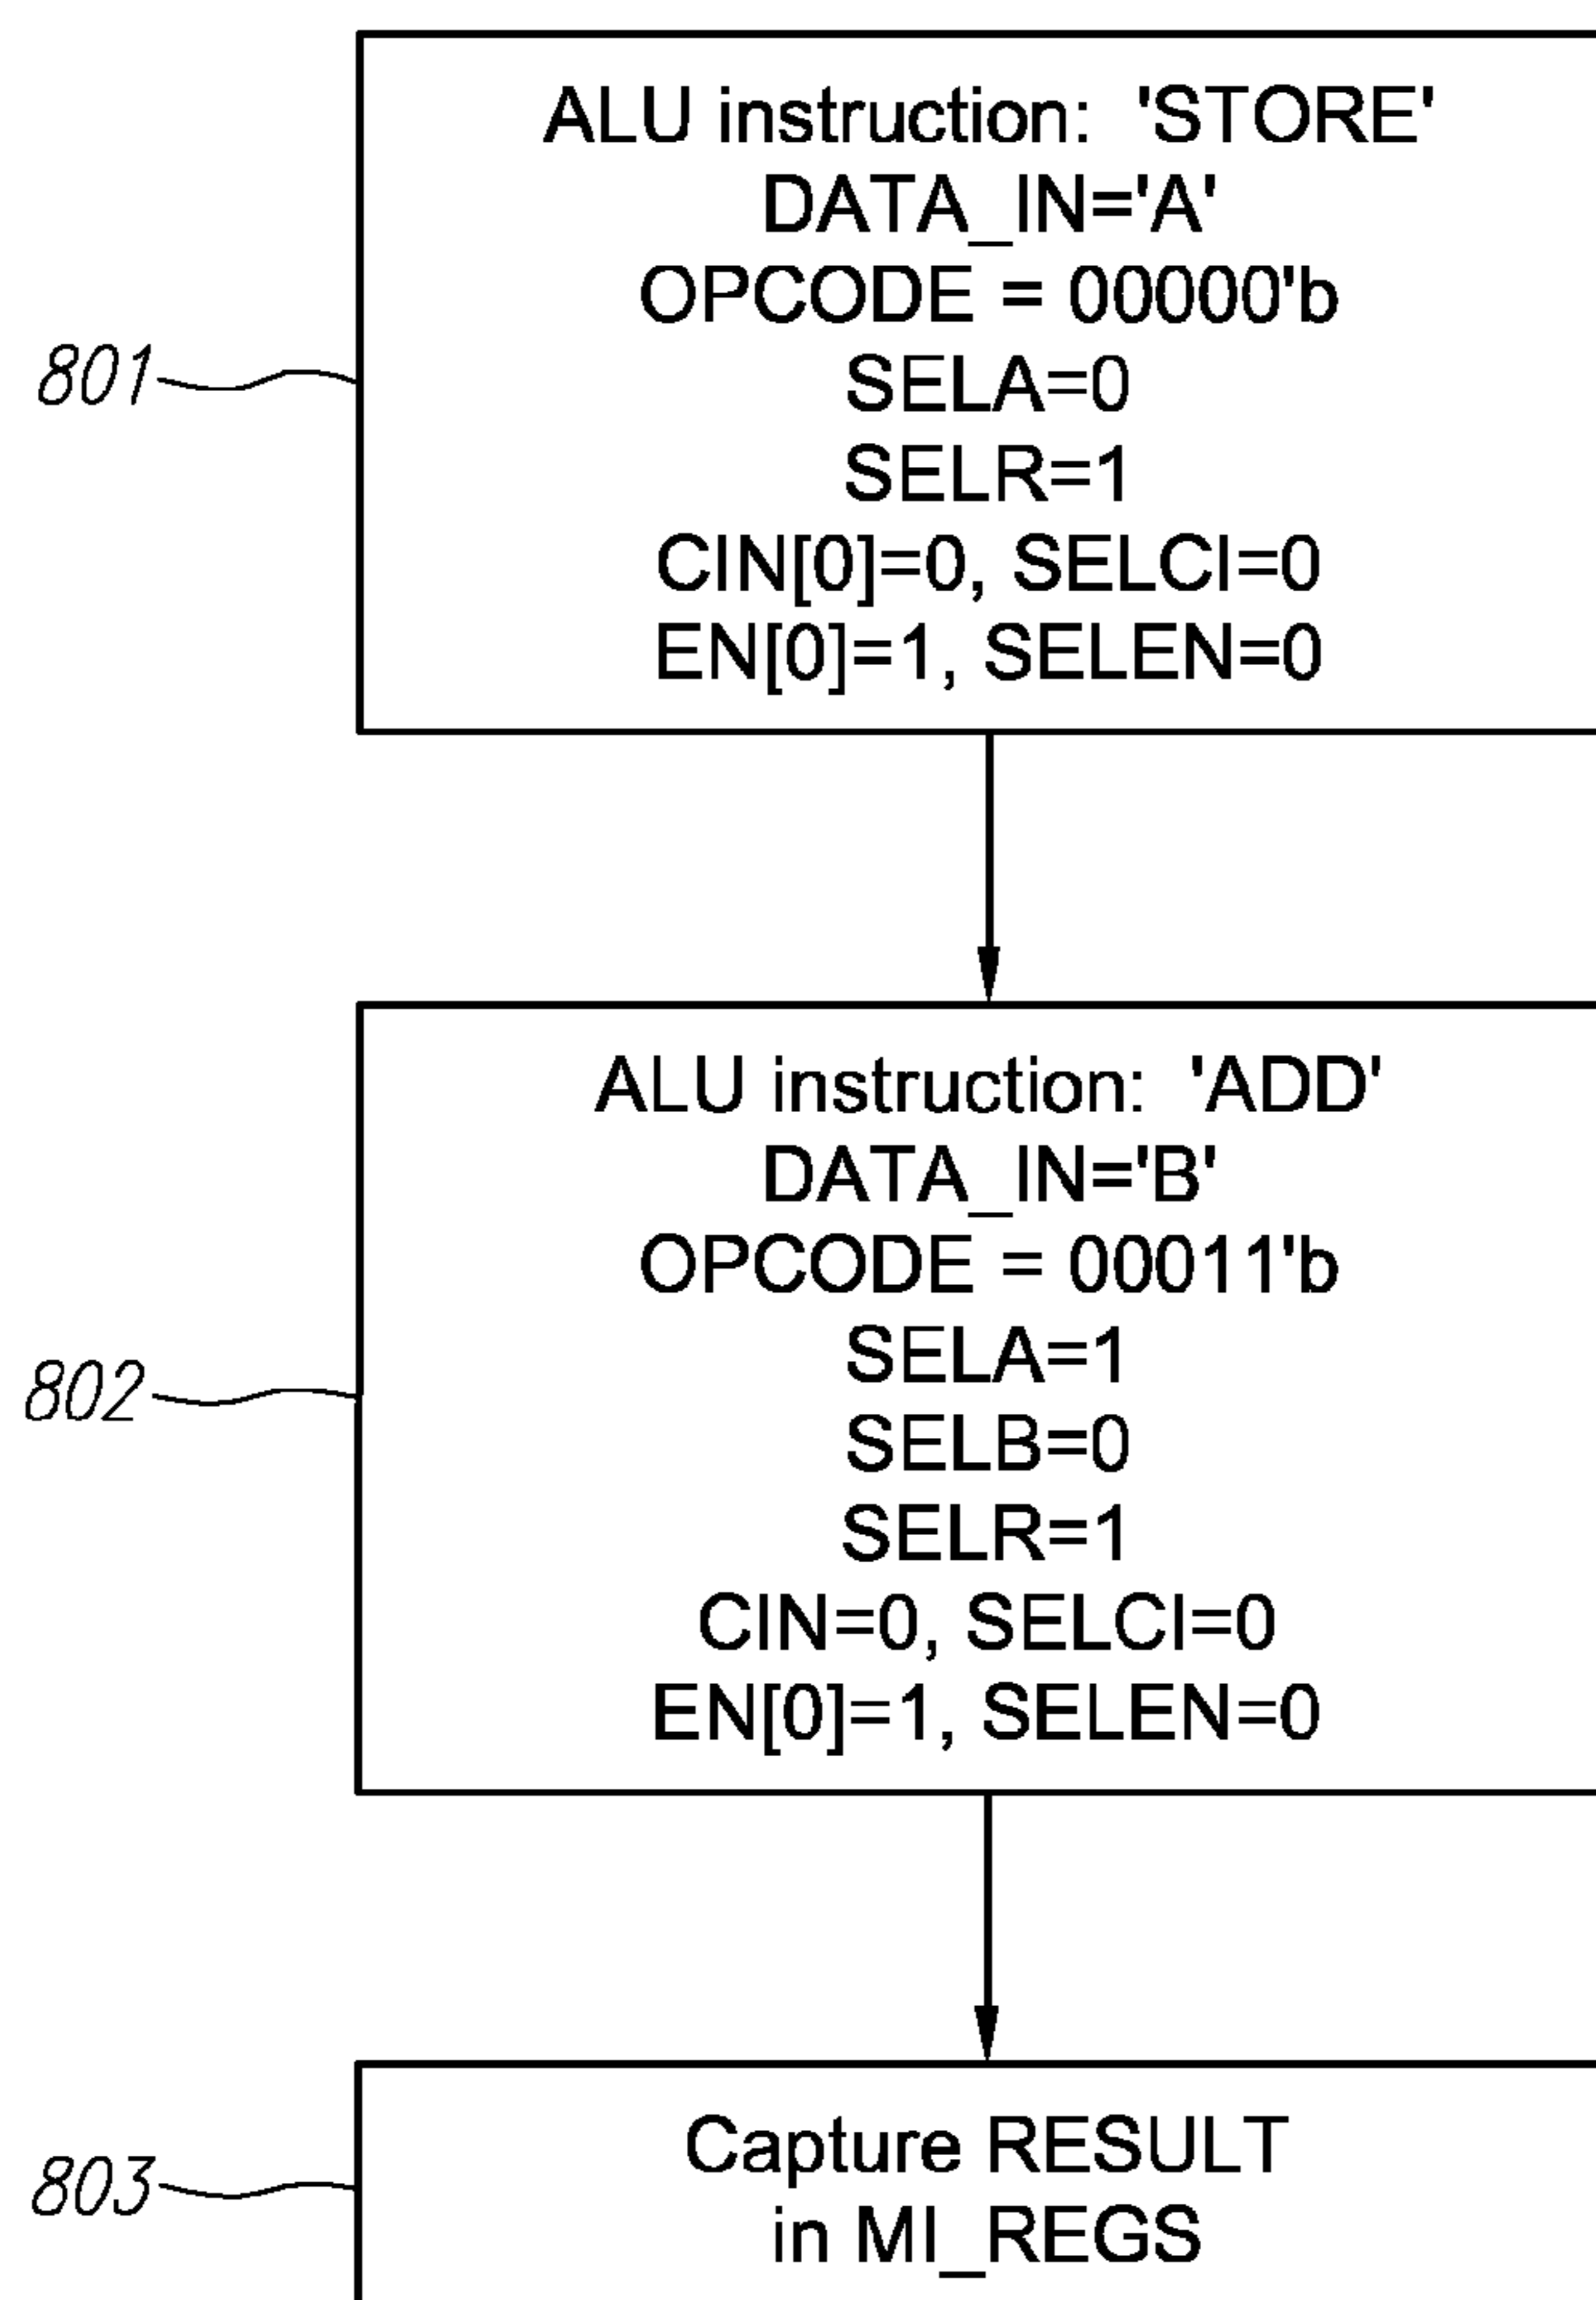 ALU instruction: 'STORE'
DATA_IN='A'
OPCODE = 00000'b
801
SELA=0
SELR=1
CIN[0]=0, SELCI=0
EN[0]=1, SELEN=0
ALU instruction: 'ADD'
DATA_IN='B'
OPCODE = 00011'b
SELA=1
802
SELB=0
SELR=1
CIN=0, SELCI=0
EN[0]=1, SELEN=0
Capture RESULT
803
in MI_REGS